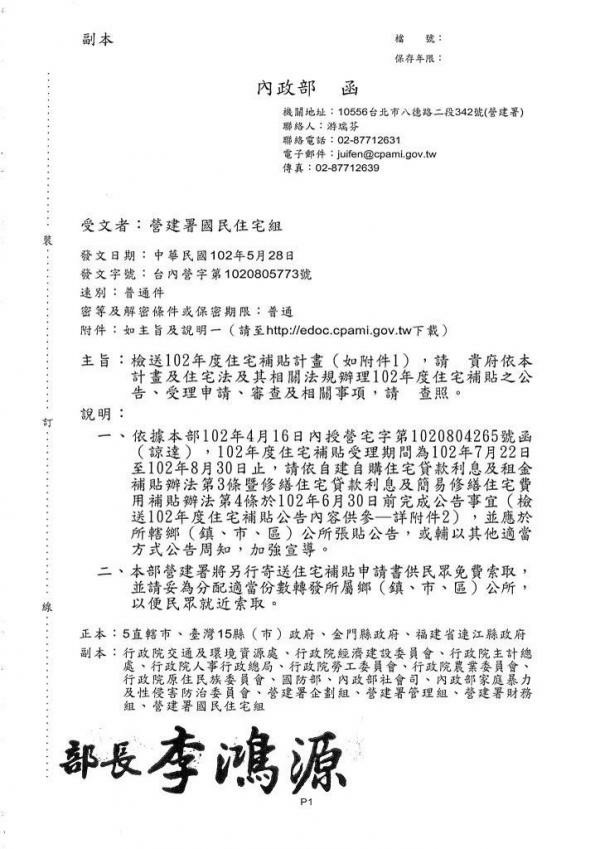 副本
檔　號：
保存年限：
內政部　函
機關地址：10556台北市八德路二段342號(營建署)
聯絡人：游瑞芬
聯絡電話：02-87712631
電子郵件：juifen@cpami.gov.tw
傳真：02-87712639
受文者：營建署國民住宅組
發文日期：中華民國102年5月28日
發文字號：台內營字第1020805773號
速別：普通件
密等及解密條件或保密期限：普通
附件：如主旨及說明一（請至http://edoc.cpami.gov.tw下載）
主旨：檢送102年度住宅補貼計畫（如附件1），請　貴府依本
計畫及住宅法及其相關法規辦理102年度住宅補貼之公
告、受理申請、審查及相關事項，請　查照。
說明：
一、依據本部102年4月16日內授營宅字第1020804265號函
（諒達），102年度住宅補貼受理期間為102年7月22日
至102年8月30日止，請依自建自購住宅貸款利息及租金
補貼辦法第3條暨修繕住宅貸款利息及簡易修繕住宅費
用補貼辦法第4條於102年6月30日前完成公告事宜（檢
送102年度住宅補貼公告內容供參—詳附件2），並應於
所轄鄉（鎮、市、區）公所張貼公告，或輔以其他適當
方式公告周知，加強宣導。
二、本部營建署將另行寄送住宅補貼申請書供民眾免費索取，
並請妥為分配適當份數轉發所屬鄉（鎮、市、區）公所，
以便民眾就近索取。
正本：5直轄市、臺灣15縣（市）政府、金門縣政府、福建省連江縣政府
副本：行政院交通及環境資源處、行政院經濟建設委員會、行政院主計總
處、行政院人事行政總局、行政院勞工委員會、行政院農業委員會、
行政院原住民族委員會、國防部、內政部社會司、內政部家庭暴力
及性侵害防治委員會、營建署企劃組、營建署管理組、營建署財務
組、營建署國民住宅組
部長李鴻源
P1
裝
訂
線